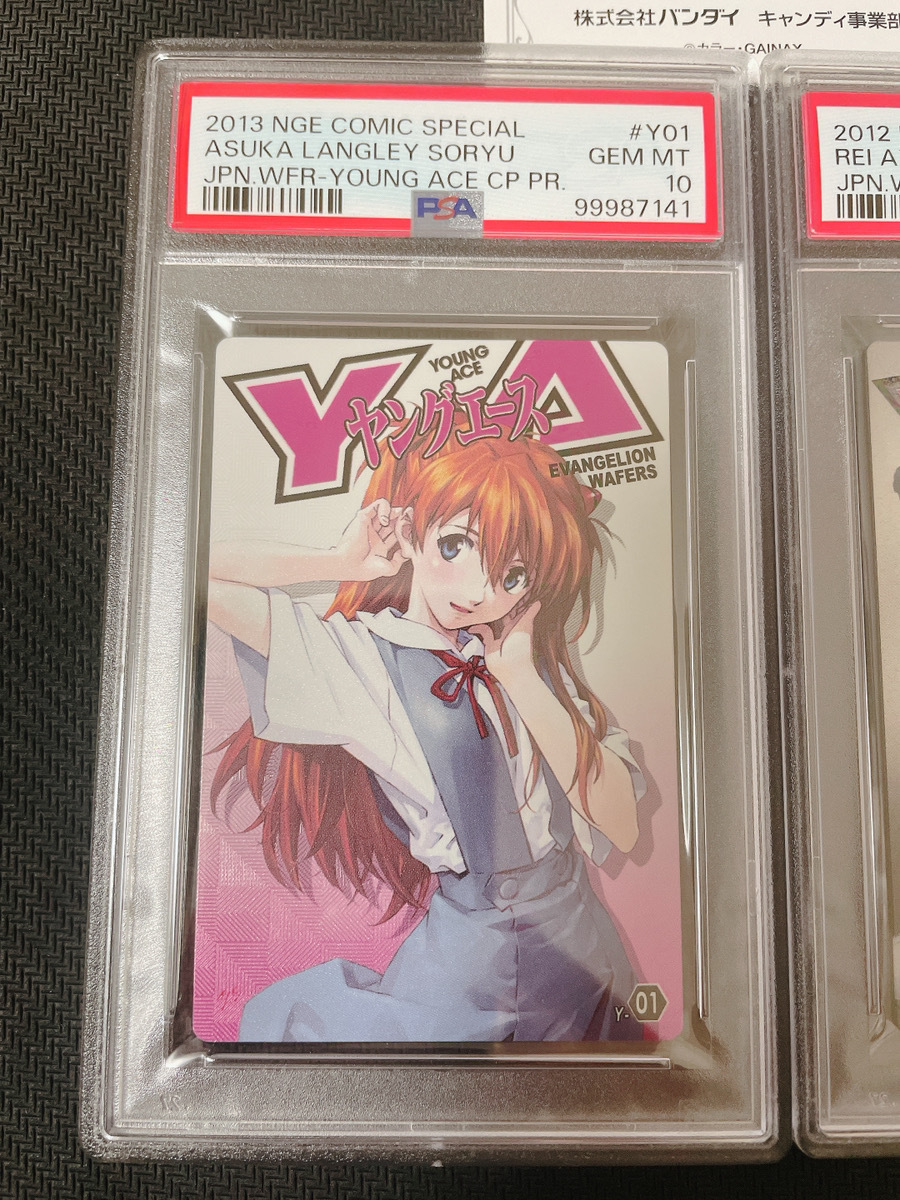 株式会社バンダイ キャンディ事業部
©カラー・GAINAX
2013 NGE COMIC SPECIAL #Y01
ASUKA LANGLEY SORYU GEM MT
JPN.WFR-YOUNG ACE CP PR. 10
PSA 99987141
2012
REI A
JPN.W
YOUNG
ACE
YA
ヤングエース
EVANGELION
WAFERS
Y-01